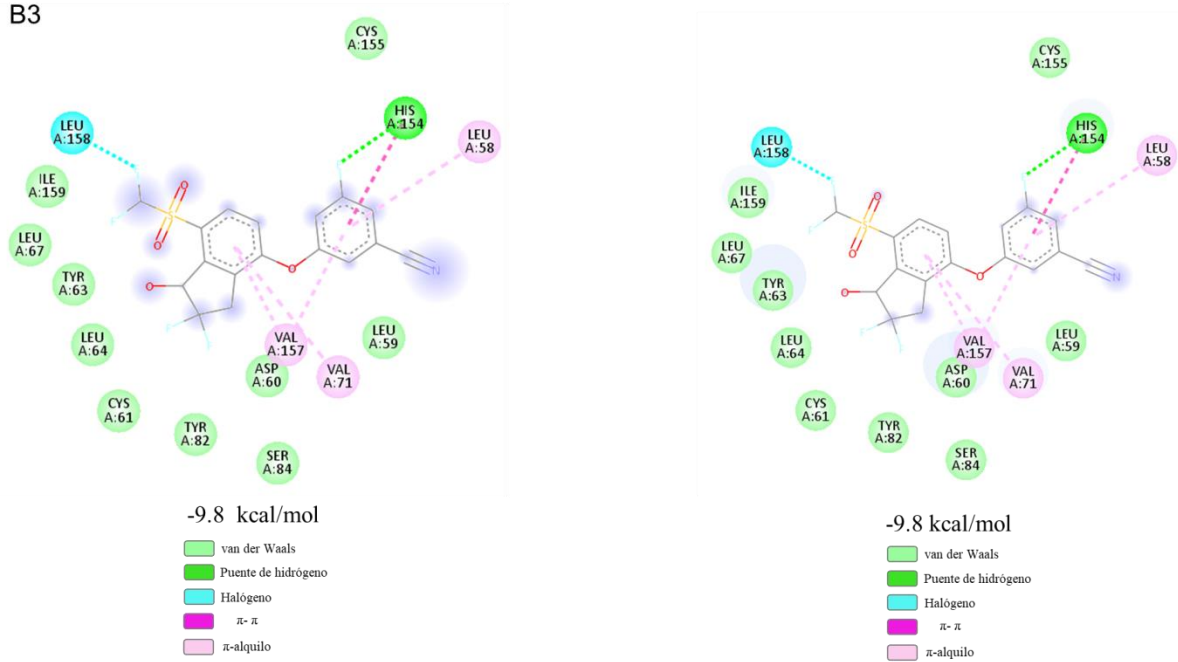 B3
CYS
A:155
HIS
A:154
LEU
A:158
LEU
A:58
ILE
A:159
O
F
S
O
LEU
A:67
N
TYR
A:63
O
O
LEU
A:64
F
F
LEU
A:59
VAL
A:157
ASP
A:60
VAL
A:71
CYS
A:61
TYR
A:82
SER
A:84
-9.8 kcal/mol
van der Waals
Puente de hidrógeno
Halógeno
π- π
π-alquilo
CYS
A:155
HIS
A:154
LEU
A:158
LEU
A:58
ILE
A:159
O
F
S
O
LEU
A:67
N
TYR
A:63
O
O
LEU
A:64
F
F
LEU
A:59
VAL
A:157
ASP
A:60
VAL
A:71
CYS
A:61
TYR
A:82
SER
A:84
-9.8 kcal/mol
van der Waals
Puente de hidrógeno
Halógeno
π- π
π-alquilo